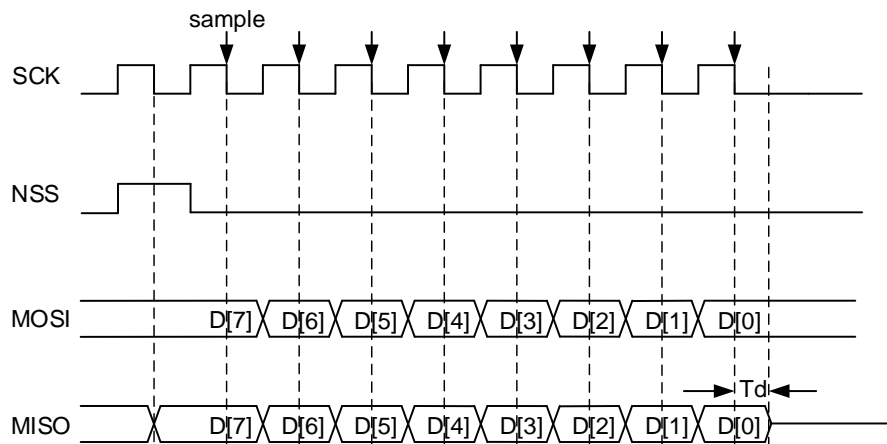 sample
SCK
NSS
MOSI D[7] D[6] D[5] D[4] D[3] D[2] D[1] D[0]
Td
MISO D[7] D[6] D[5] D[4] D[3] D[2] D[1] D[0]